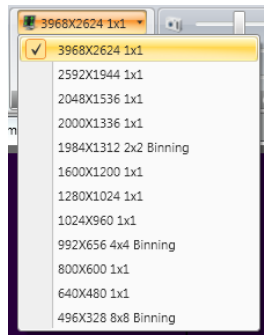 3968X2624 1x1
3968X2624 1x1
2592X1944 1x1
2048X1536 1x1
2000X1336 1x1
1984X1312 2x2 Binning
1600X1200 1x1
1280X1024 1x1
1024X960 1x1
992X656 4x4 Binning
800X600 1x1
640X480 1x1
496X328 8x8 Binning